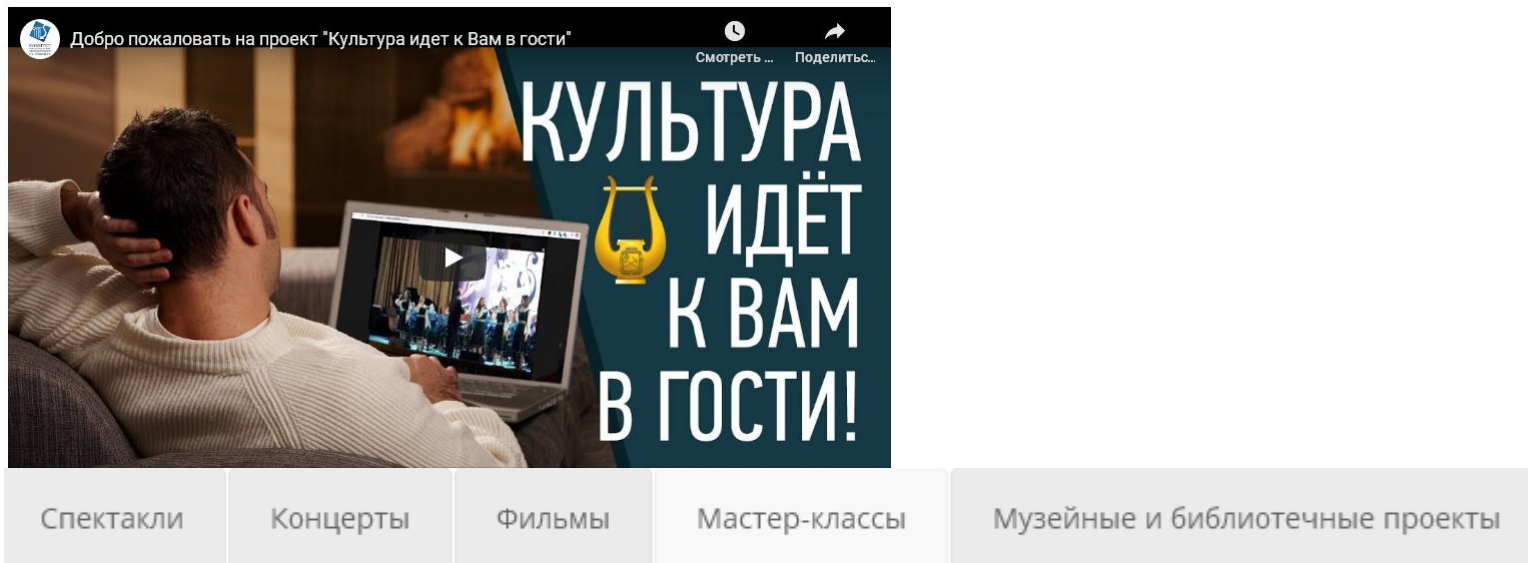 Добро пожаловать на проект "Культура идет к Вам в гости"
Смотреть ...
Поделитьс...
КУЛЬТУРА
ИДЁТ
К ВАМ
В ГОСТИ!
Спектакли
Концерты
Фильмы
Мастер-классы
Музейные и библиотечные проекты